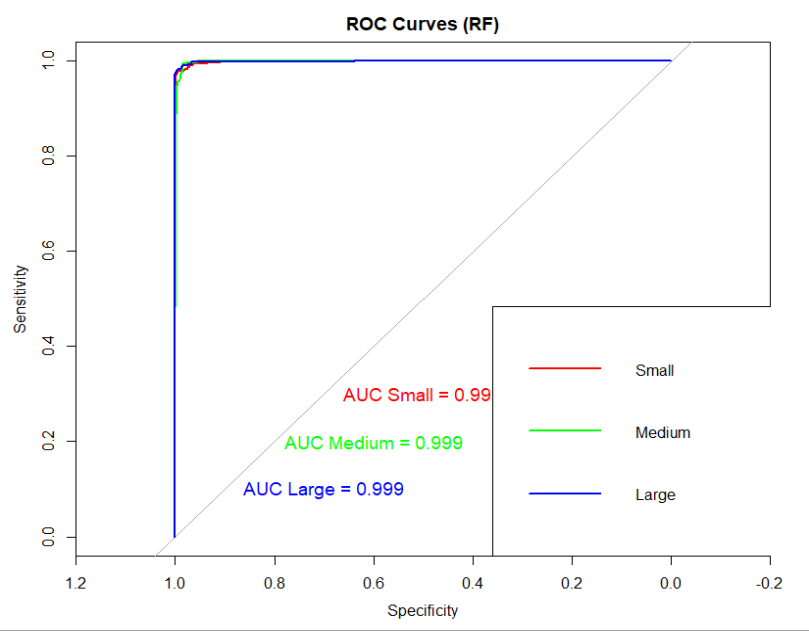 ROC Curves (RF)
Sensitivity
1.0
0.8
0.6
0.4
0.2
0.0
AUC Small = 0.99
AUC Medium = 0.999
AUC Large = 0.999
Small
Medium
Large
1.2 1.0 0.8 0.6 0.4 0.2 0.0 -0.2
Specificity